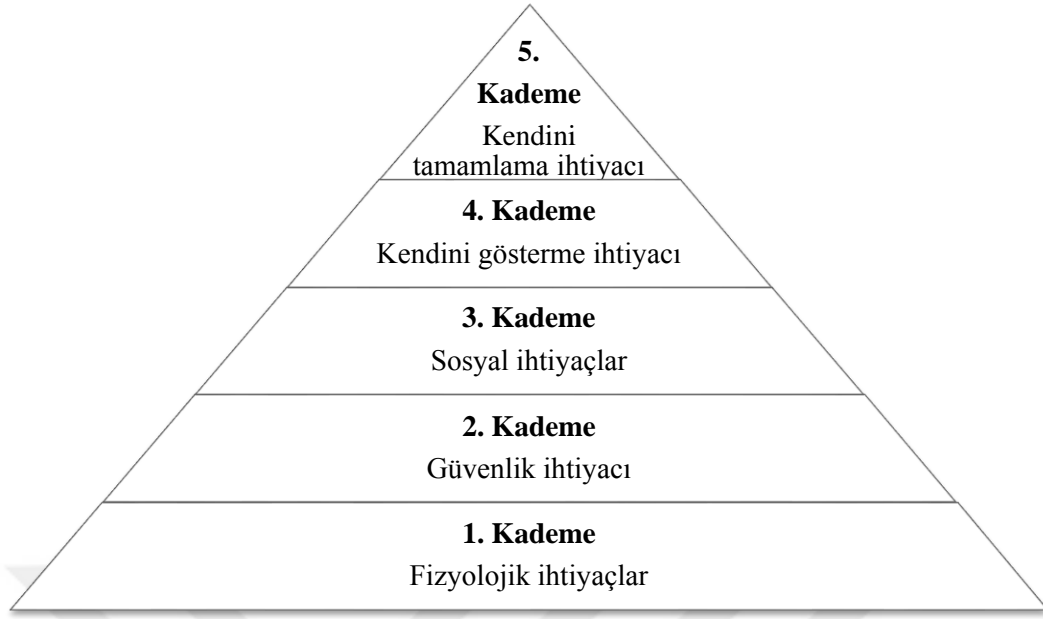 5.
Kademe
Kendini
tamamlama ihtiyacı
4. Kademe
Kendini gösterme ihtiyacı
3. Kademe
Sosyal ihtiyaçlar
2. Kademe
Güvenlik ihtiyacı
1. Kademe
Fizyolojik ihtiyaçlar